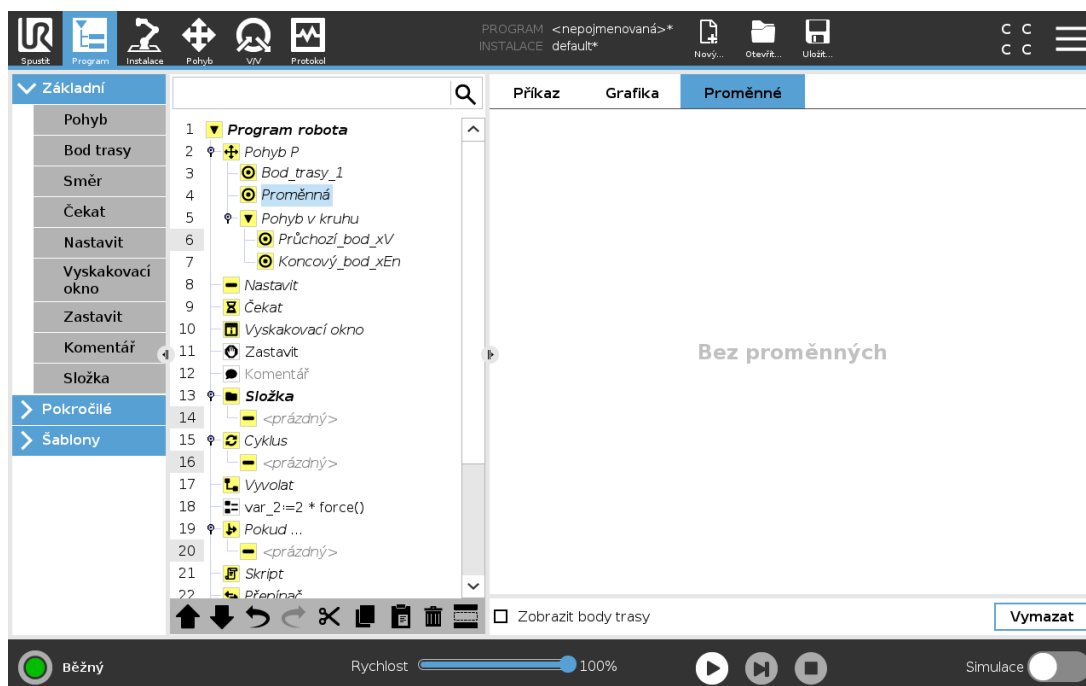 PROGRAM <nepojmenovaná>*
INSTALACE default*
Spustit Program Instalace Pohyb V/V Protokol Nový... Otevřít... Uložit...
C C
C C
Základní
Pohyb
Bod trasy
Směr
Čekat
Nastavit
Vyskakovací
okno
Zastavit
Komentář
Složka
Pokročilé
Šablony
1 Program robota
2 Pohyb P
3 Bod_trasy_1
4 Proměnná
5 Pohyb v kruhu
6 Průchozí_bod_xV
7 Koncový_bod_xEn
8 Nastavit
9 Čekat
10 Vyskakovací okno
11 Zastavit
12 Komentář
13 Složka
14 <prázdný>
15 Cyklus
16 <prázdný>
17 Vyvolat
18 var_2:=2 * force()
19 Pokud ...
20 <prázdný>
21 Skript
22 Přepínač
Příkaz Grafika Proměnné
Bez proměnných
Zobrazit body trasy
Vymazat
Běžný
Rychlost 100%
Simulace